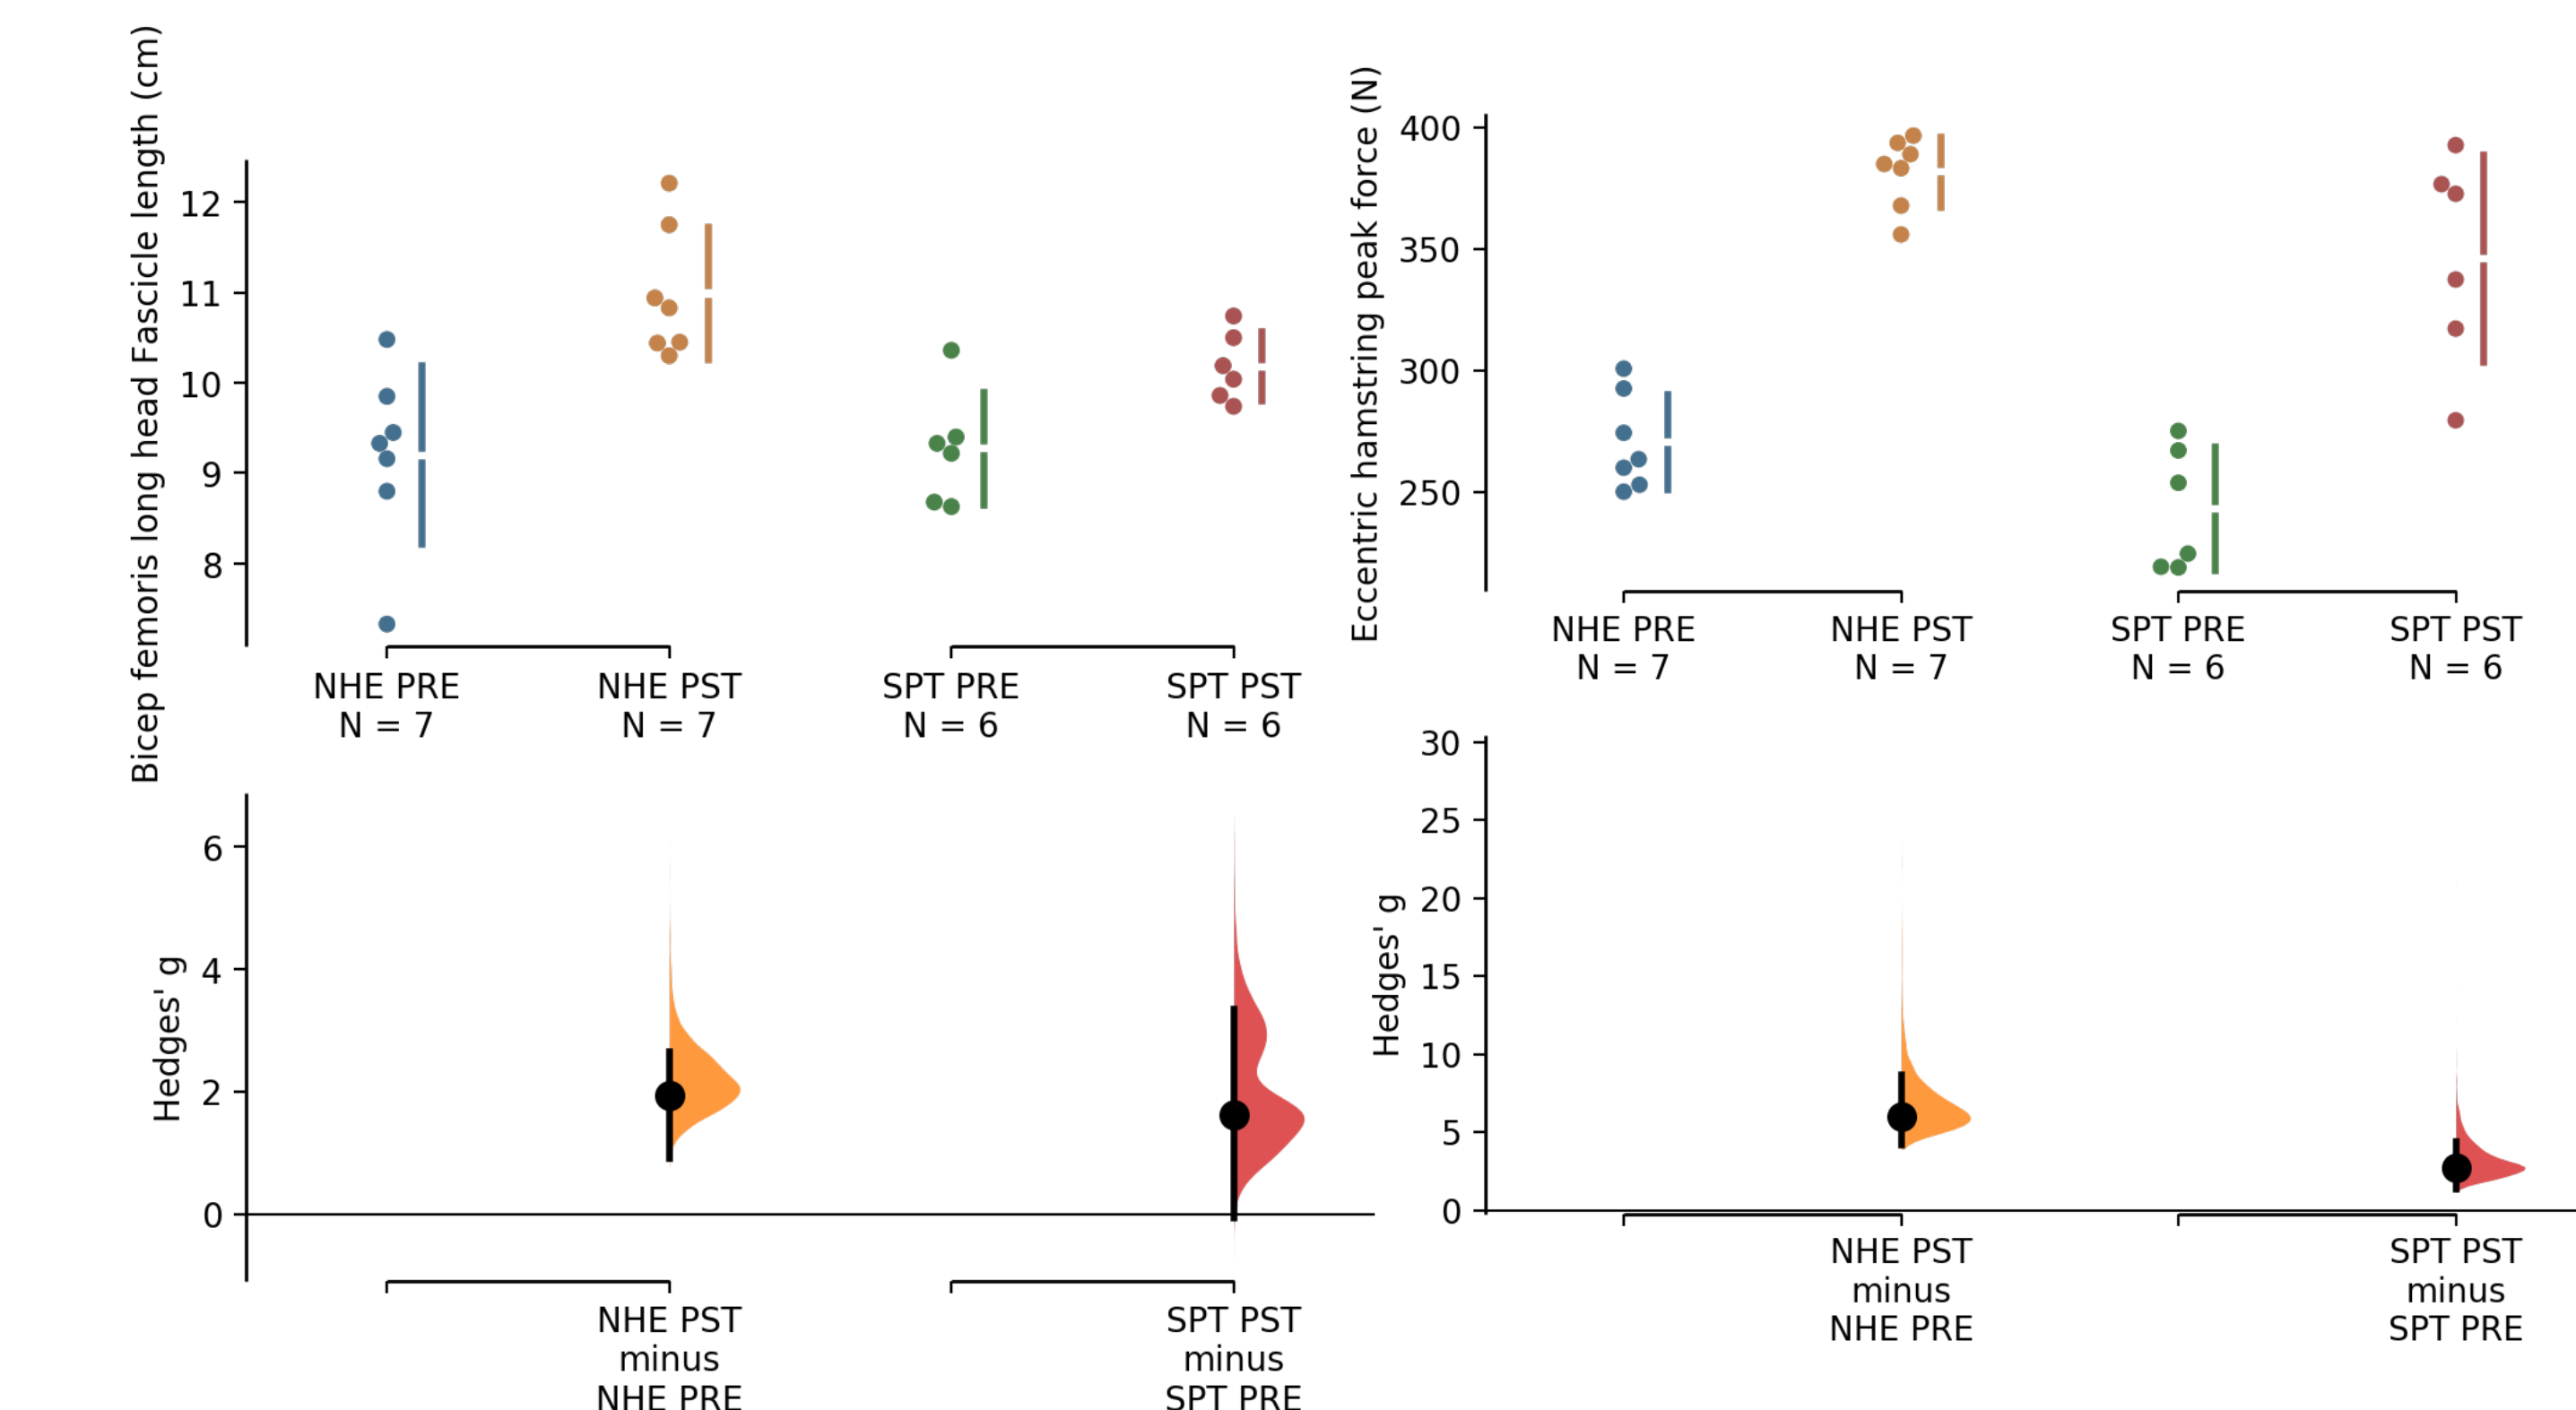 Bicep femoris long head Fascicle length (cm)
12
11
10
9
8
NHE PRE
N = 7
NHE PST
N = 7
SPT PRE
N = 6
SPT PST
N = 6
Hedges' g
6
4
2
0
NHE PST
minus
NHE PRE
SPT PST
minus
SPT PRE
Eccentric hamstring peak force (N)
400
350
300
250
NHE PRE
N = 7
NHE PST
N = 7
SPT PRE
N = 6
SPT PST
N = 6
Hedges' g
30
25
20
15
10
5
0
NHE PST
minus
NHE PRE
SPT PST
minus
SPT PRE